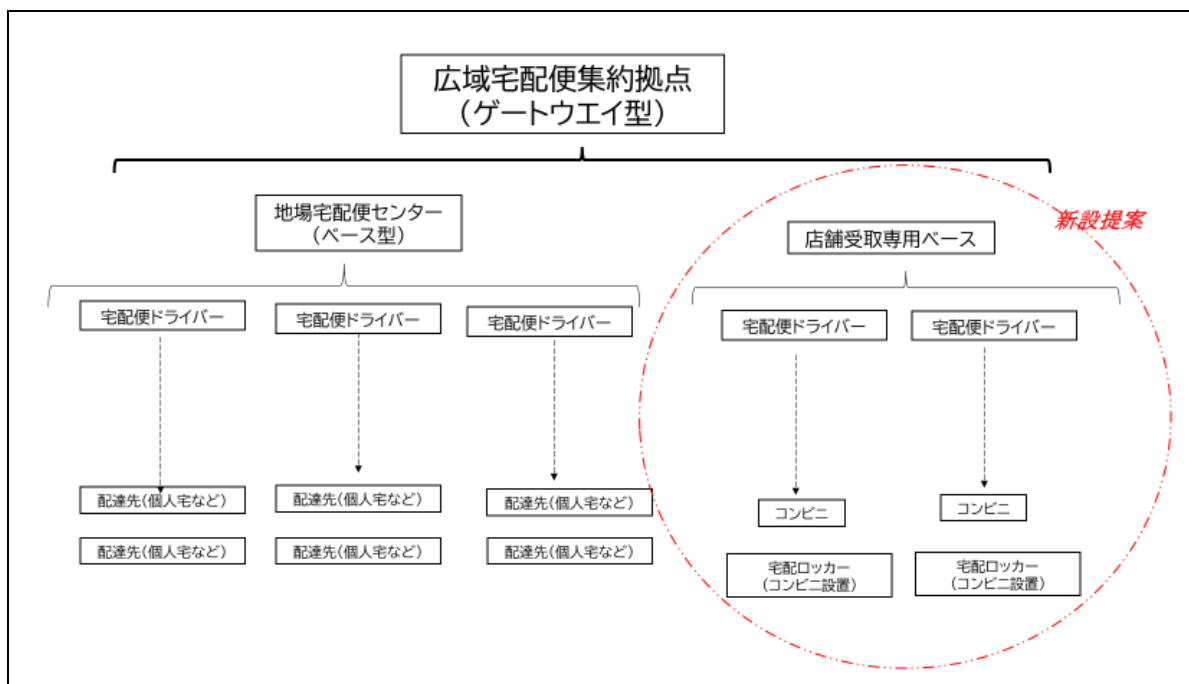 広域宅配便集約拠点
（ゲートウエイ型）
地場宅配便センター
（ベース型）
新設提案
店舗受取専用ベース
宅配便ドライバー
宅配便ドライバー
宅配便ドライバー
宅配便ドライバー
宅配便ドライバー
配達先(個人宅など)
配達先(個人宅など)
配達先(個人宅など)
コンビニ
コンビニ
配達先(個人宅など)
配達先(個人宅など)
配達先(個人宅など)
宅配ロッカー
(コンビニ設置)
宅配ロッカー
(コンビニ設置)